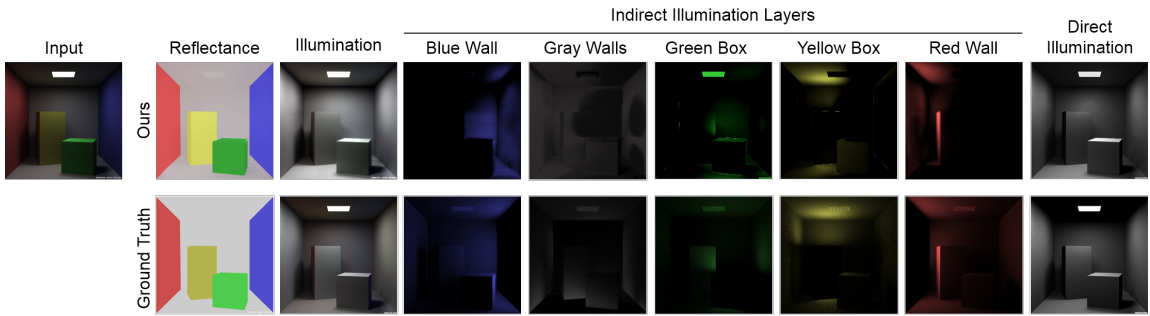 Indirect Illumination Layers
Input
Reflectance
Illumination
Blue Wall
Gray Walls
Green Box
Yellow Box
Red Wall
Direct
Illumination
Ours
Ground Truth